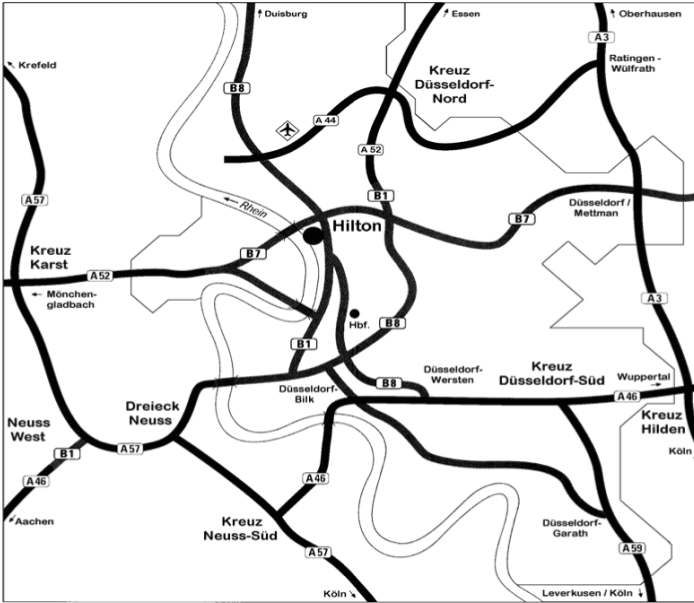 Duisburg
Essen
Oberhausen
A3
Krefeld
Kreuz
Düsseldorf-
Nord
Ratingen -
Wülfrath
B8
A 44
A 52
A57
Rhein
B1
Düsseldorf /
Mettman
Hilton
B7
Kreuz
Karst
B7
A52
Mönchen-
gladbach
A3
Hbf.
B8
B1
Düsseldorf-
Wersten
Kreuz
Düsseldorf-Süd
Wuppertal
Düsseldorf-
Bilk
B8
A46
Dreieck
Neuss
Neuss
West
Kreuz
Hilden
B1
A57
Köln
A46
A46
Aachen
Kreuz
Neuss-Süd
Düsseldorf-
Garath
A57
A59
Köln
Leverkusen / Köln